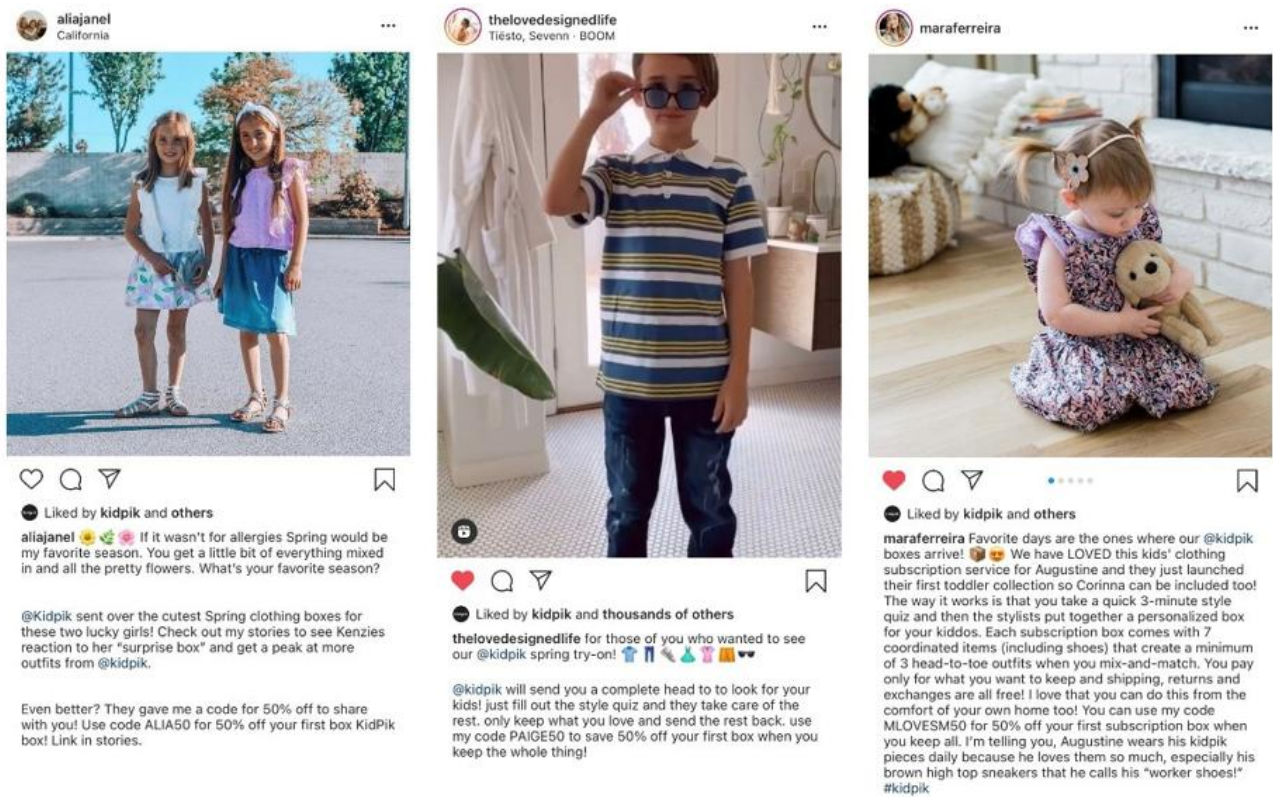 aliajanel
California
Liked by kidpik and others
aliajanel 🌼🌿🌸 If it wasn't for allergies Spring would be
my favorite season. You get a little bit of everything mixed
in and all the pretty flowers. What's your favorite season?
@Kidpik sent over the cutest Spring clothing boxes for
these two lucky girls! Check out my stories to see Kenzies
reaction to her "surprise box" and get a peak at more
outfits from @kidpik.
Even better? They gave me a code for 50% off to share
with you! Use code ALIA50 for 50% off your first box KidPik
box! Link in stories.
thelovedesignedlife
Tiësto, Sevenn · BOOM
Liked by kidpik and thousands of others
thelovedesignedlife for those of you who wanted to see
our @kidpik spring try-on! 👕👖🔌👗👚🩳🕶️
@kidpik will send you a complete head to to look for your
kids! just fill out the style quiz and they take care of the
rest. only keep what you love and send the rest back. use
my code PAIGE50 to save 50% off your first box when you
keep the whole thing!
maraferreira
Liked by kidpik and others
maraferreira Favorite days are the ones where our @kidpik
boxes arrive! 📦😍 We have LOVED this kids' clothing
subscription service for Augustine and they just launched
their first toddler collection so Corinna can be included too!
The way it works is that you take a quick 3-minute style
quiz and then the stylists put together a personalized box
for your kiddos. Each subscription box comes with 7
coordinated items (including shoes) that create a minimum
of 3 head-to-toe outfits when you mix-and-match. You pay
only for what you want to keep and shipping, returns and
exchanges are all free! I love that you can do this from the
comfort of your own home too! You can use my code
MLOVESM50 for 50% off your first subscription box when
you keep all. I'm telling you, Augustine wears his kidpik
pieces daily because he loves them so much, especially his
brown high top sneakers that he calls his "worker shoes!"
#kidpik